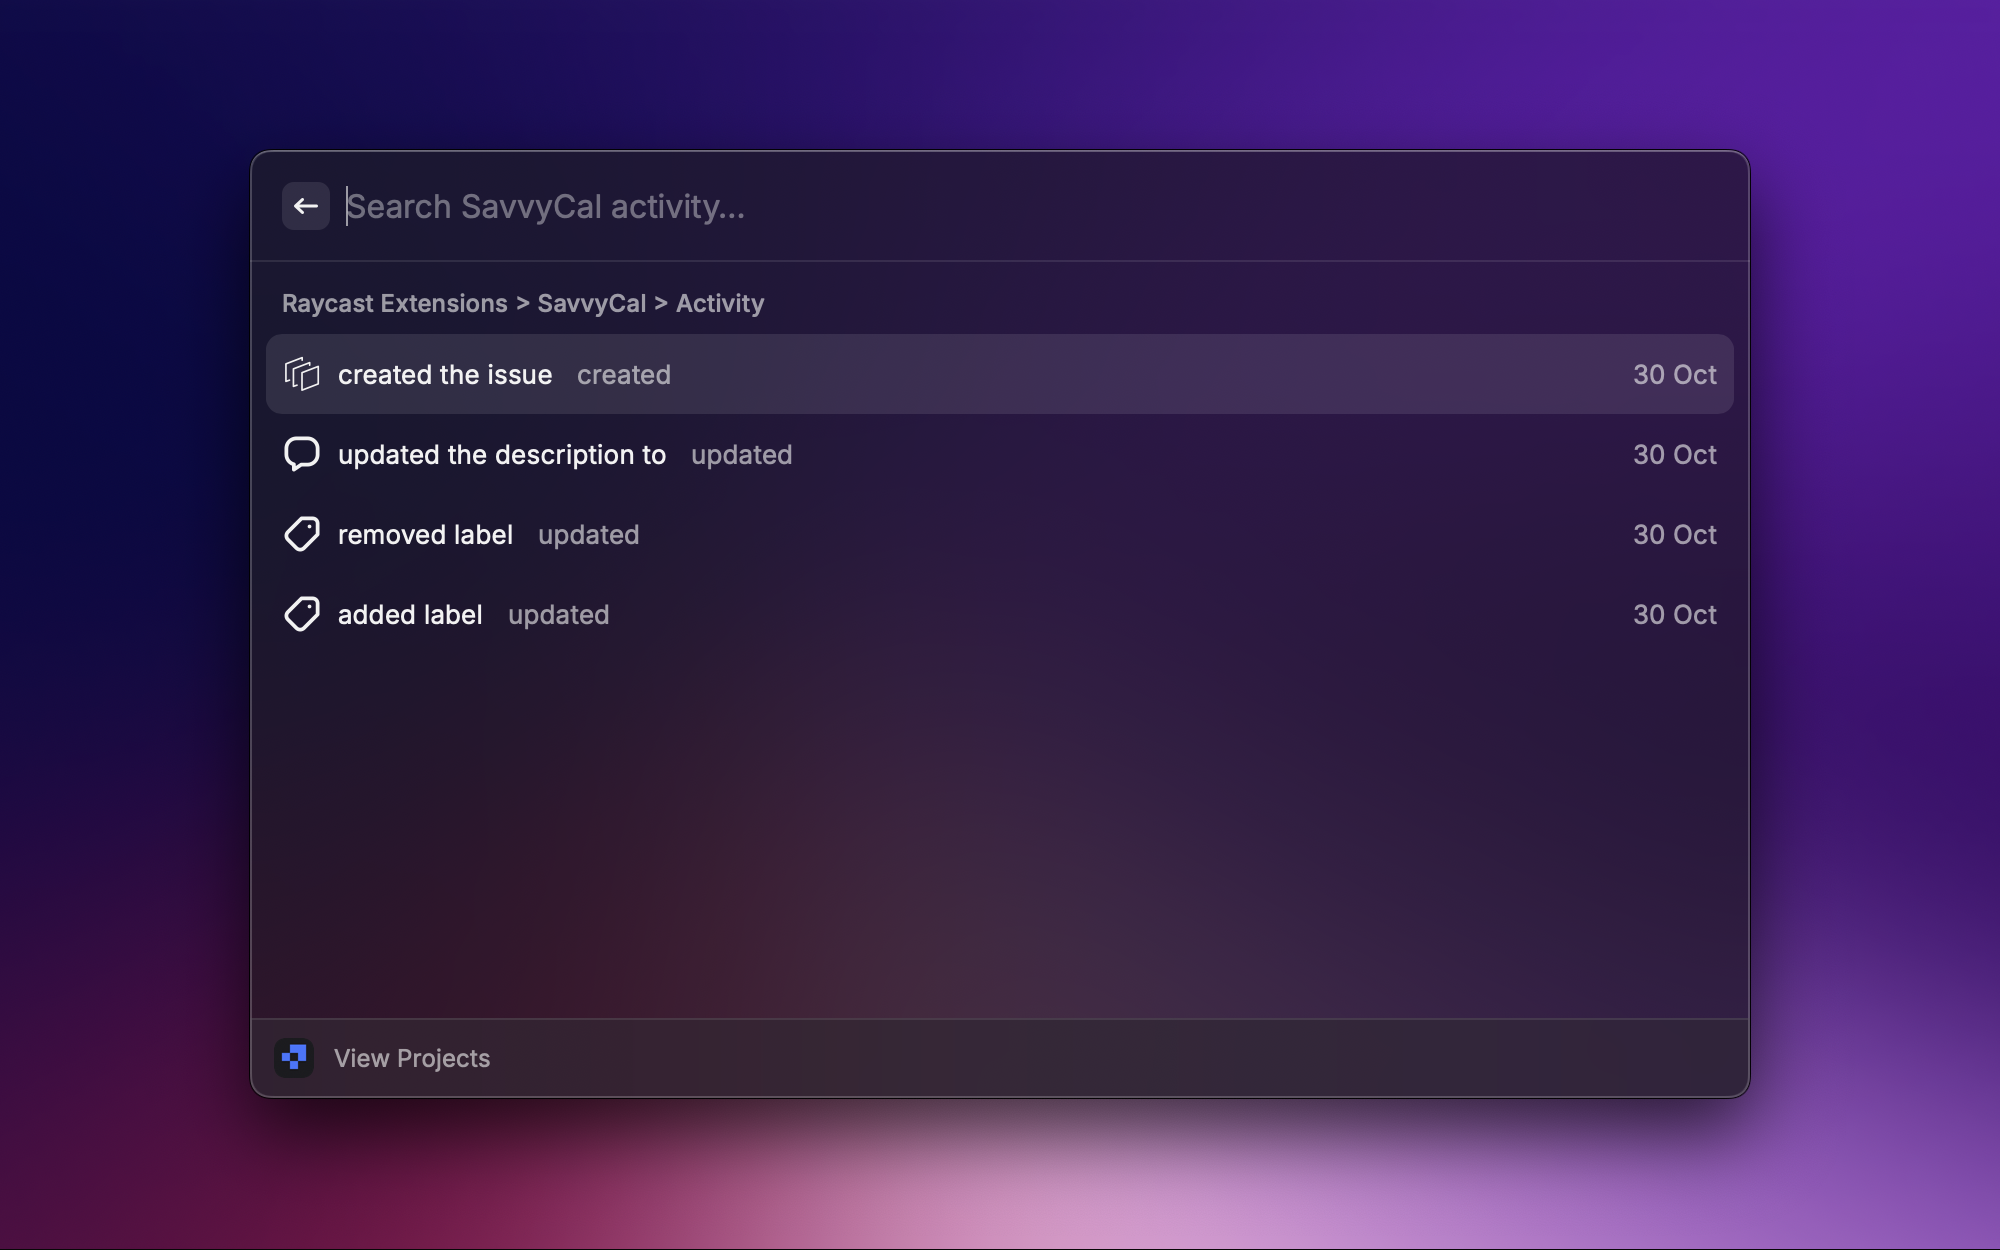 Search SavvyCal activity...
Raycast Extensions > SavvyCal > Activity
created the issue created 30 Oct
updated the description to updated 30 Oct
removed label updated 30 Oct
added label updated 30 Oct
View Projects